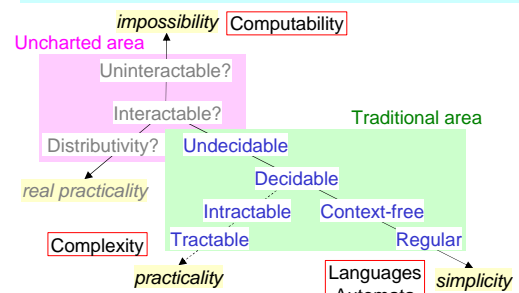 impossibility Computability
Uncharted area
Uninteractable?
Interactable?
Traditional area
Distributivity? Undecidable
Decidable
real practicality
Intractable Context-free
Complexity Tractable Regular
practicality Languages simplicity
Automata